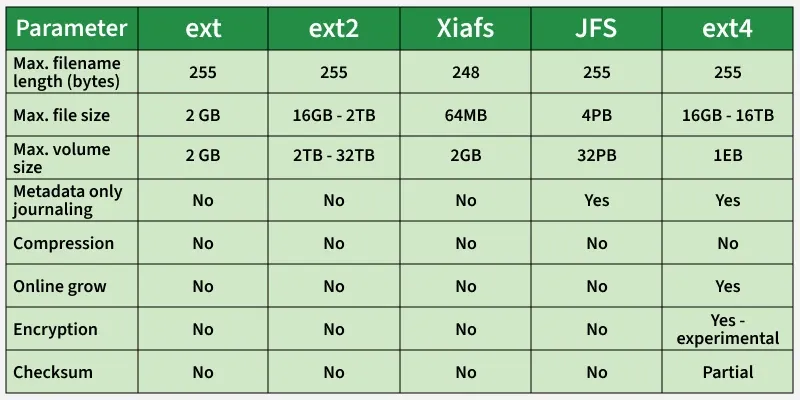 Parameter ext ext2 Xiafs JFS ext4
Max. filename
length (bytes) 255 255 248 255 255
Max. file size 2 GB 16GB - 2TB 64MB 4PB 16GB - 16TB
Max. volume
size 2 GB 2TB - 32TB 2GB 32PB 1EB
Metadata only
journaling No No No Yes Yes
Compression No No No No No
Online grow No No No No Yes
Encryption No No No No Yes -
experimental
Checksum No No No No Partial